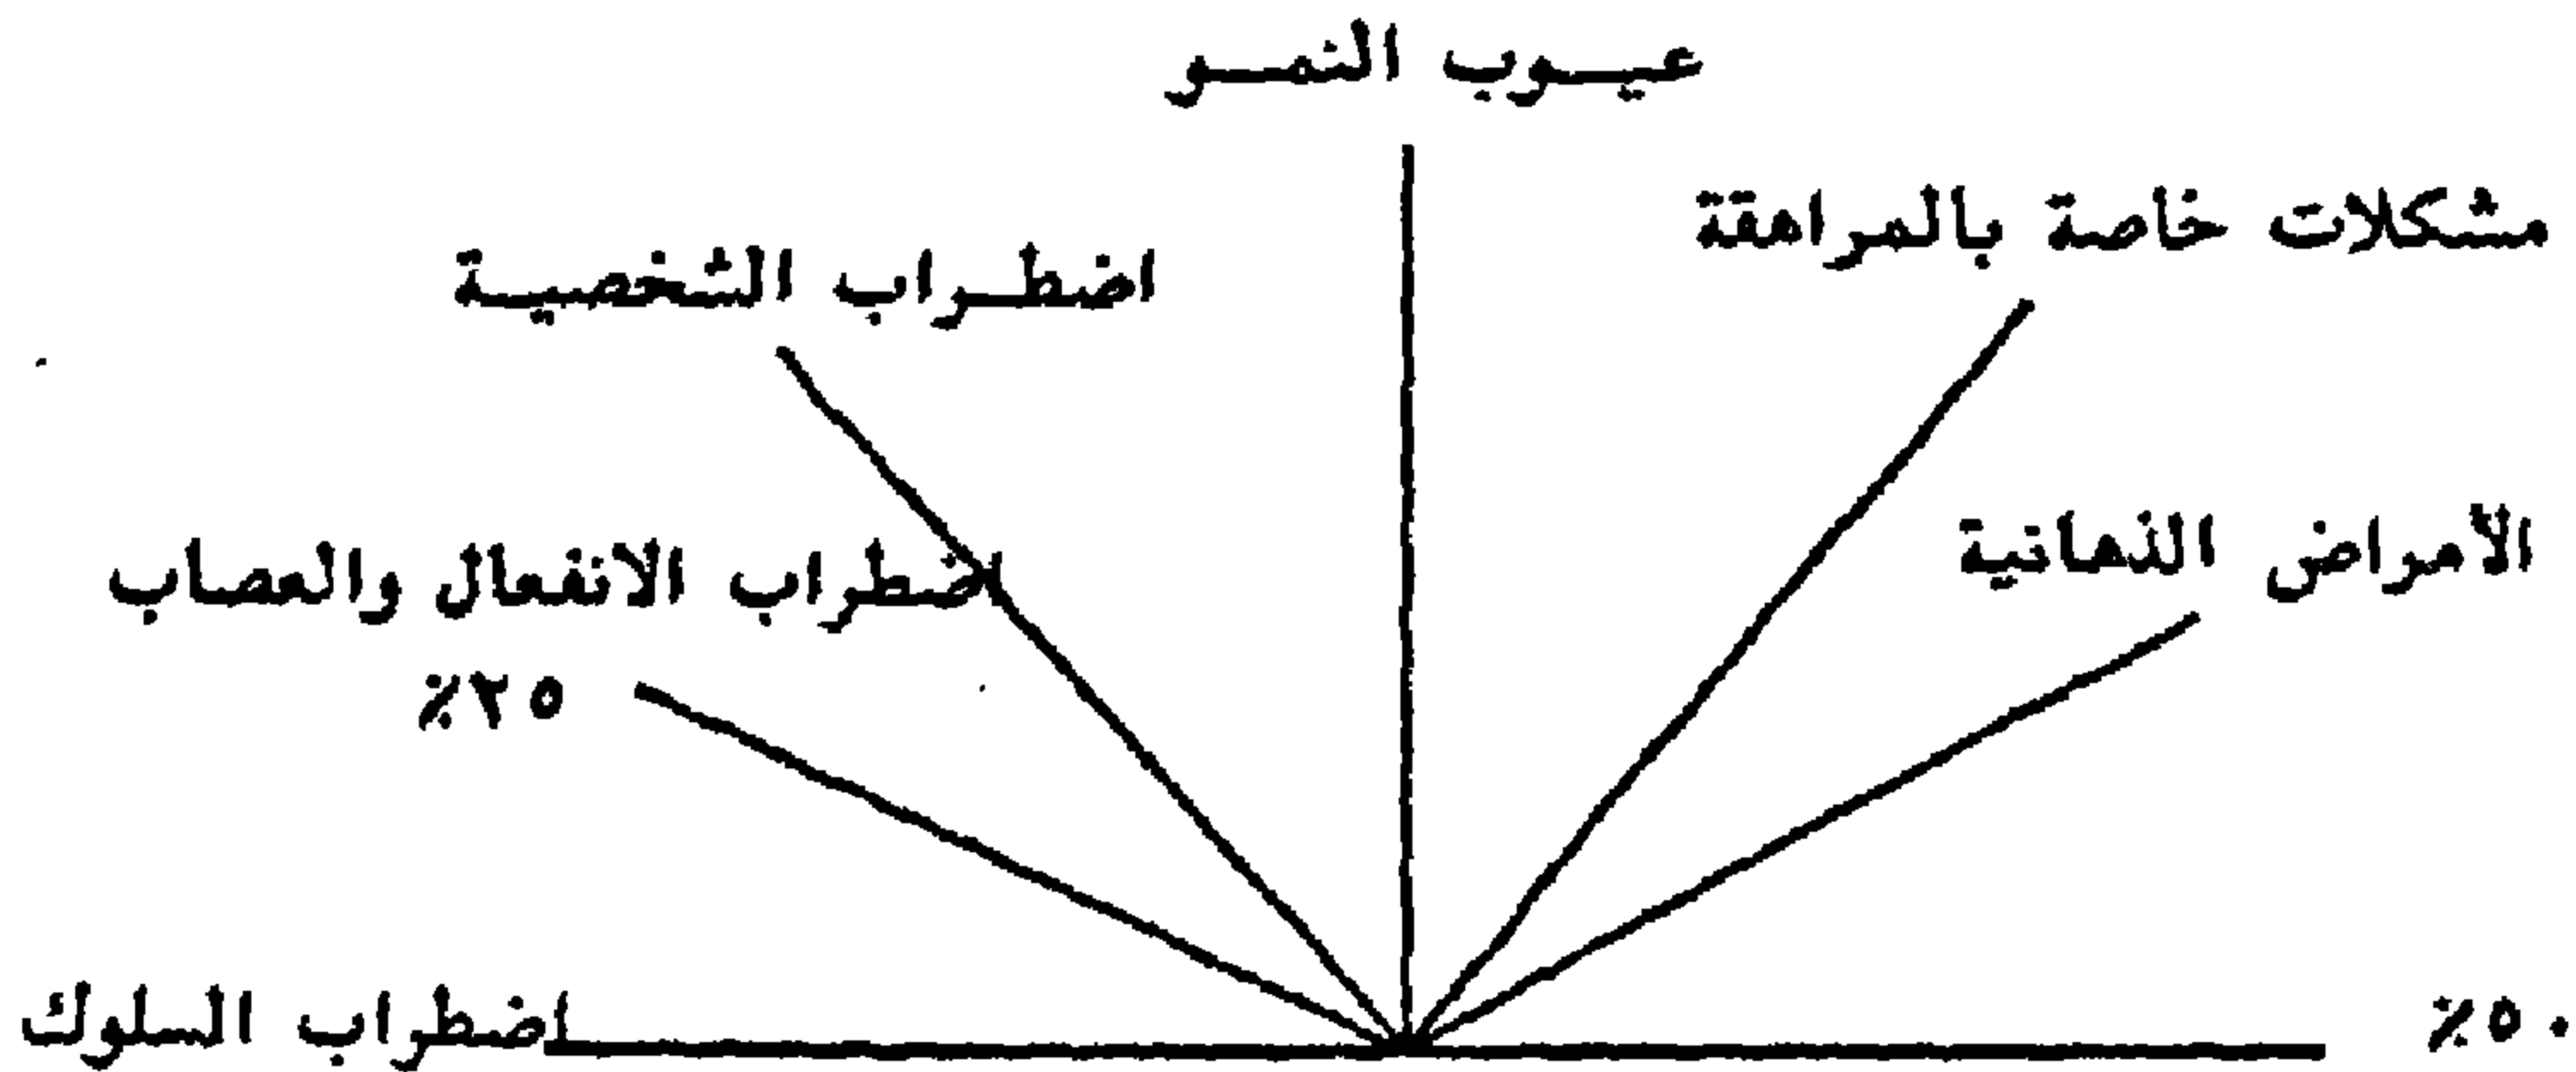 عيوب النمو
مشكلات خاصة بالمراهقة
اضطراب الشخصية
الأمراض الذهانية
اضطراب الانفعال والعصاب
٢٥٪
٥٠٪
اضطراب السلوك